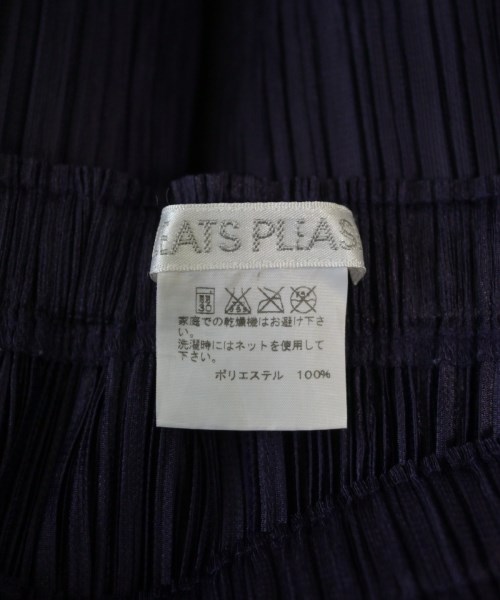 EATS PLEAS
30
家庭での乾燥機はお避け下さ
い。
洗濯時にはネットを使用して
下さい。
ポリエステル 100%